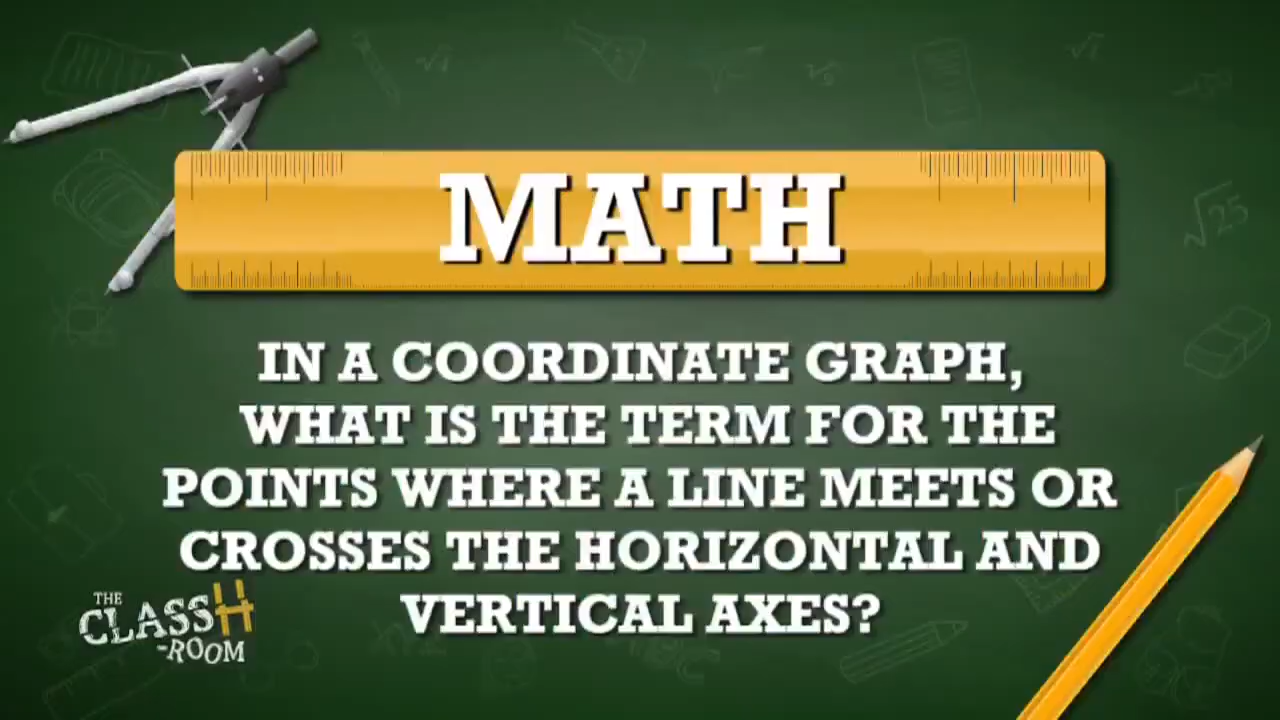 MATH
IN A COORDINATE GRAPH,
WHAT IS THE TERM FOR THE
POINTS WHERE A LINE MEETS OR
CROSSES THE HORIZONTAL AND
VERTICAL AXES?
THE
CLASSH
-ROOM
√25